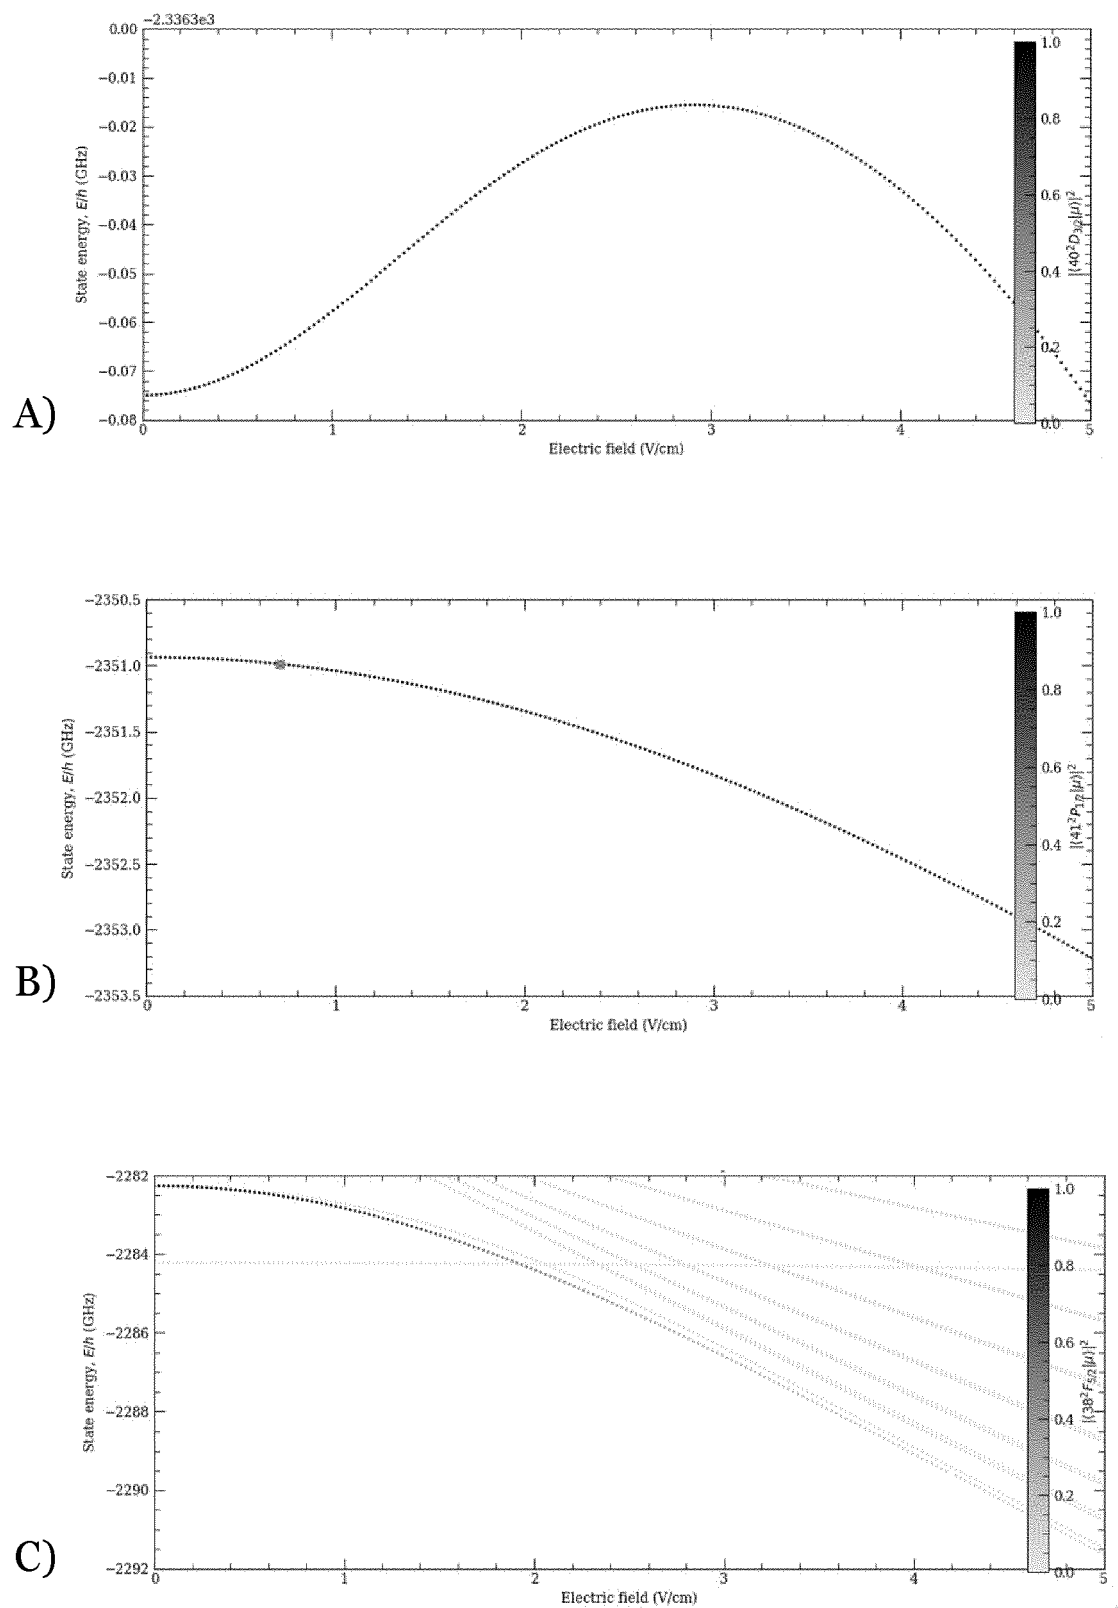 −2.3363e3
0.00
−0.01
−0.02
−0.03
−0.04
−0.05
−0.06
−0.07
−0.08
State energy, E/h (GHz)
0 1 2 3 4 5
Electric field (V/cm)
1.0
0.8
0.6
0.4
0.2
0.0
|⟨40²D3/2|μ⟩|²
A)
−2350.5
−2351.0
−2351.5
−2352.0
−2352.5
−2353.0
−2353.5
State energy, E/h (GHz)
0 1 2 3 4 5
Electric field (V/cm)
1.0
0.8
0.6
0.4
0.2
0.0
|⟨41²P1/2|μ⟩|²
B)
−2282
−2284
−2286
−2288
−2290
−2292
State energy, E/h (GHz)
0 1 2 3 4 5
Electric field (V/cm)
1.0
0.8
0.6
0.4
0.2
0.0
|⟨38²F5/2|μ⟩|²
C)